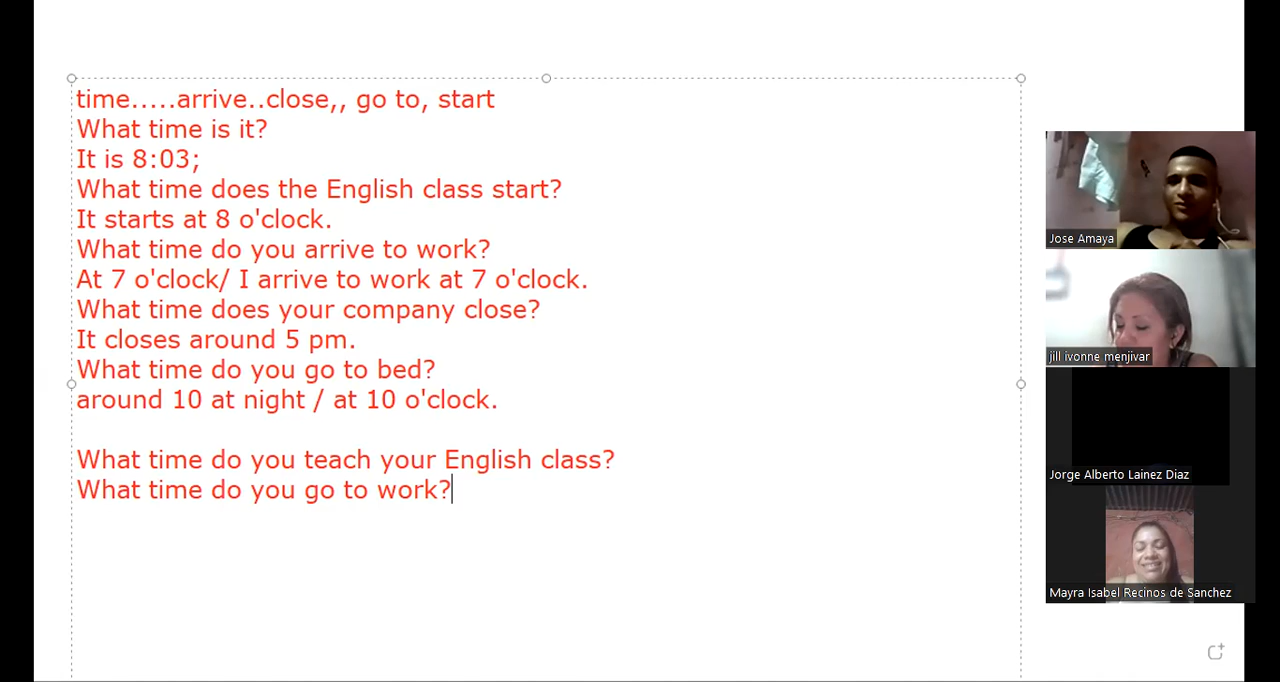 time.....arrive..close,, go to, start
What time is it?
It is 8:03;
What time does the English class start?
It starts at 8 o'clock.
What time do you arrive to work?
At 7 o'clock/ I arrive to work at 7 o'clock.
What time does your company close?
It closes around 5 pm.
What time do you go to bed?
around 10 at night / at 10 o'clock.
What time do you teach your English class?
What time do you go to work?
Jose Amaya
jill ivonne menjivar
Jorge Alberto Lainez Diaz
Mayra Isabel Recinos de Sanchez